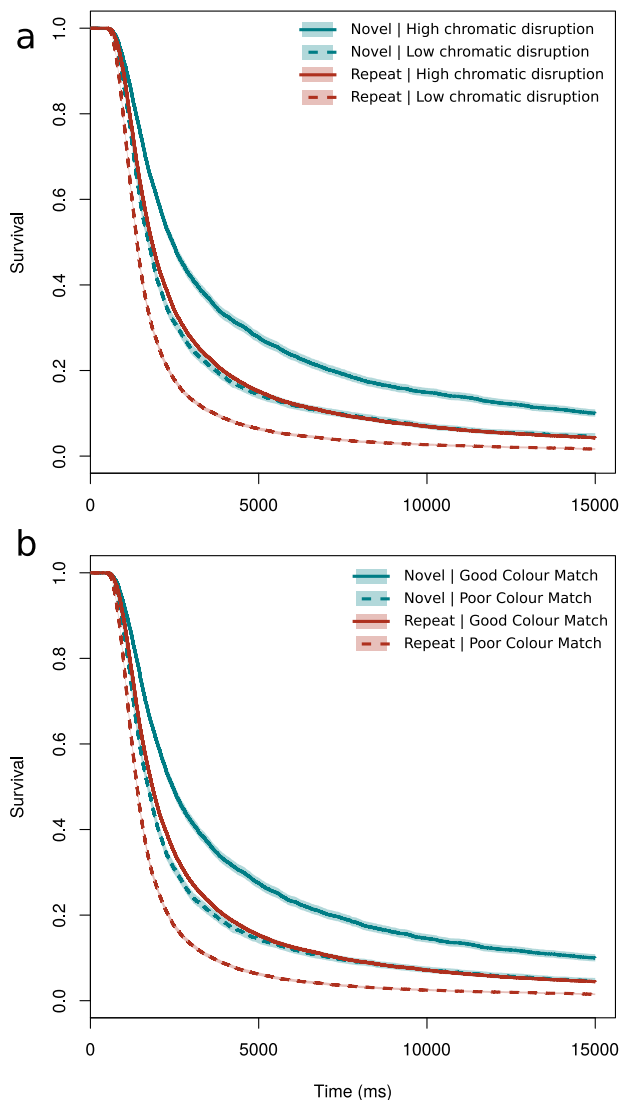 a
Novel | High chromatic disruption
Novel | Low chromatic disruption
Repeat | High chromatic disruption
Repeat | Low chromatic disruption
Survival
1.0
0.8
0.6
0.4
0.2
0.0
0 5000 10000 15000
b
Novel | Good Colour Match
Novel | Poor Colour Match
Repeat | Good Colour Match
Repeat | Poor Colour Match
Survival
1.0
0.8
0.6
0.4
0.2
0.0
0 5000 10000 15000
Time (ms)